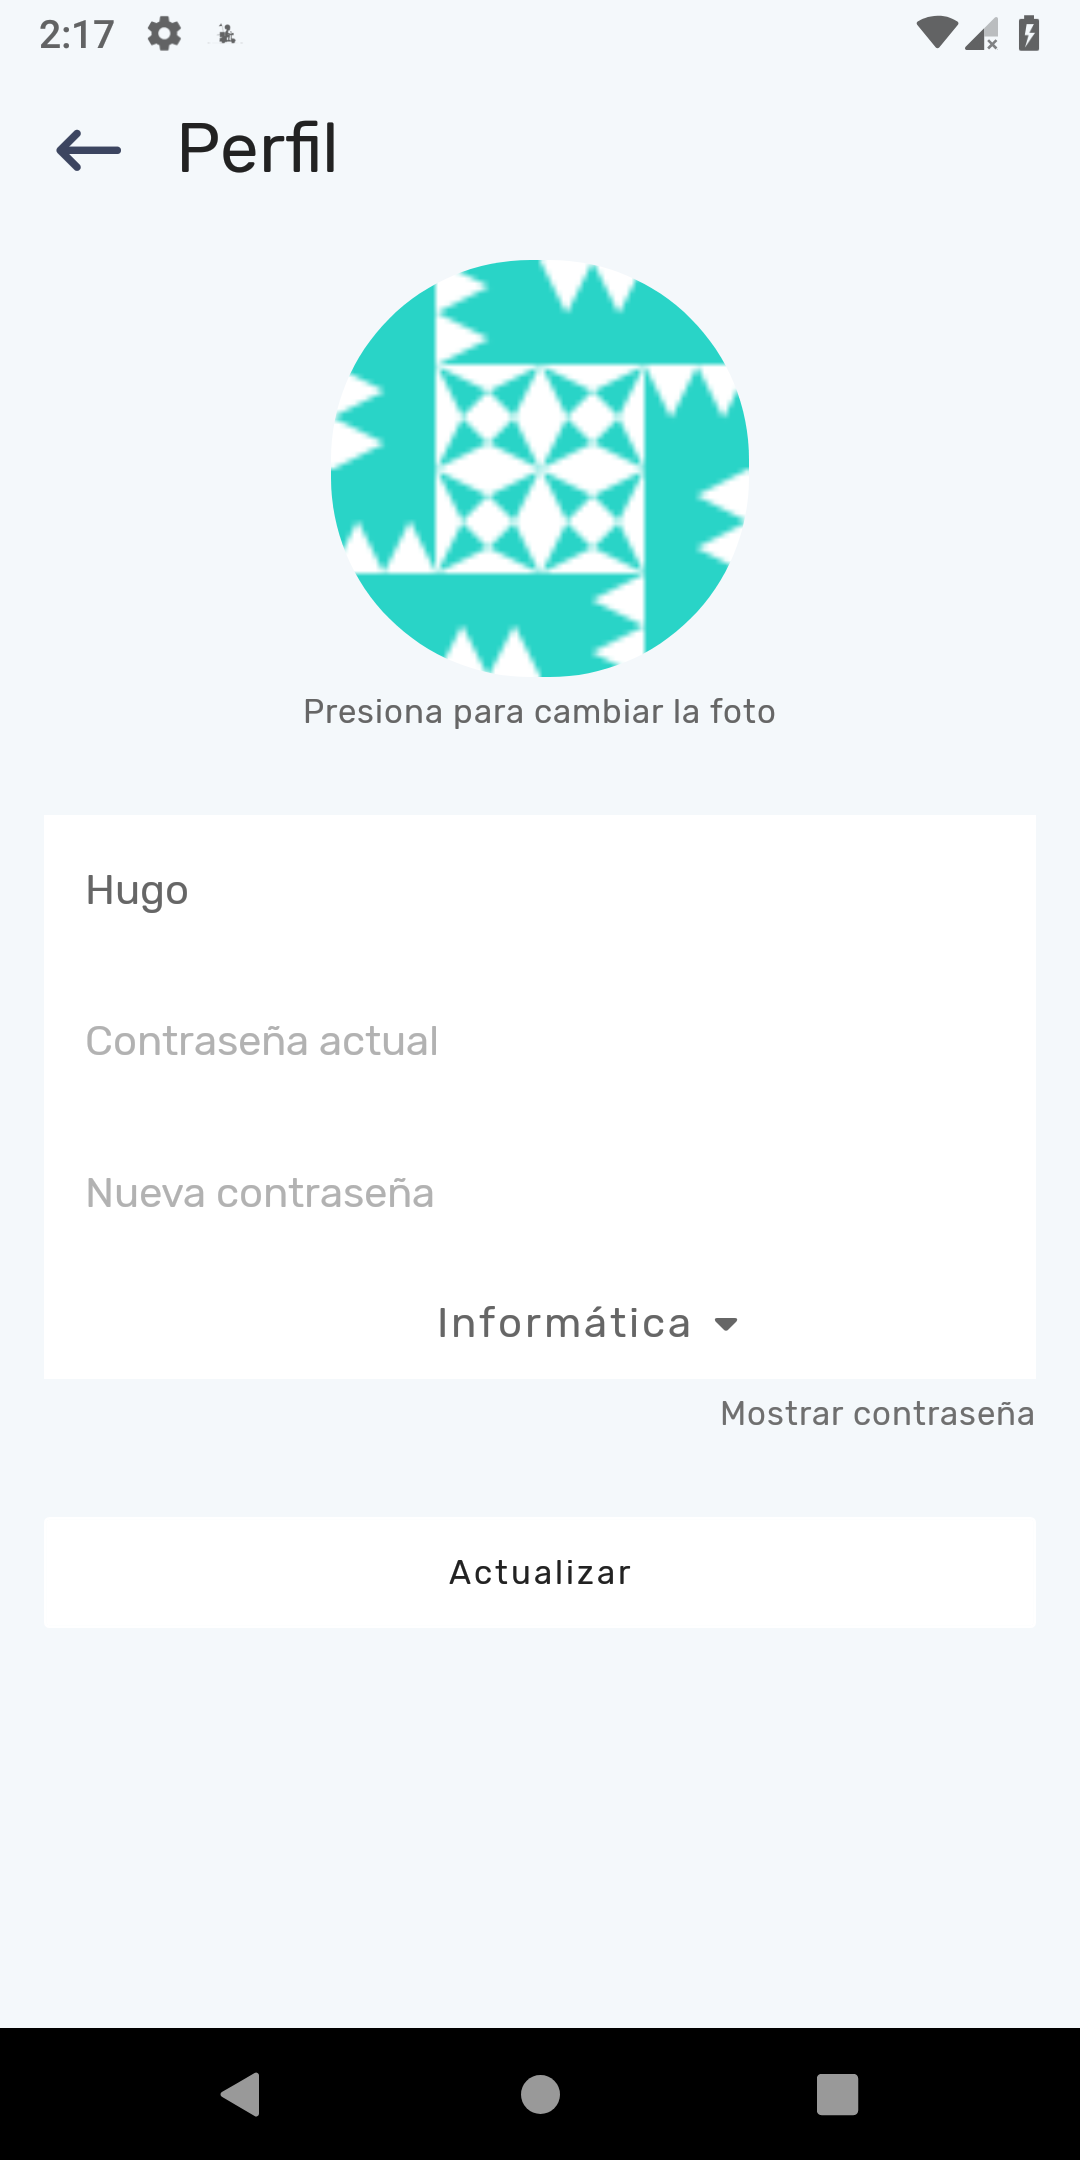 2:17
Perfil
Presiona para cambiar la foto
Hugo
Contraseña actual
Nueva contraseña
Informática
Mostrar contraseña
Actualizar